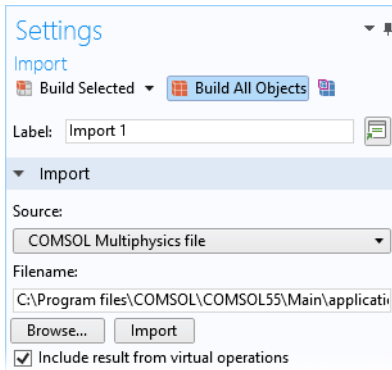 Settings
Import
Build Selected Build All Objects
Label: Import 1
Import
Source:
COMSOL Multiphysics file
Filename:
C:\Program files\COMSOL\COMSOL55\Main\applicati
Browse... Import
Include result from virtual operations